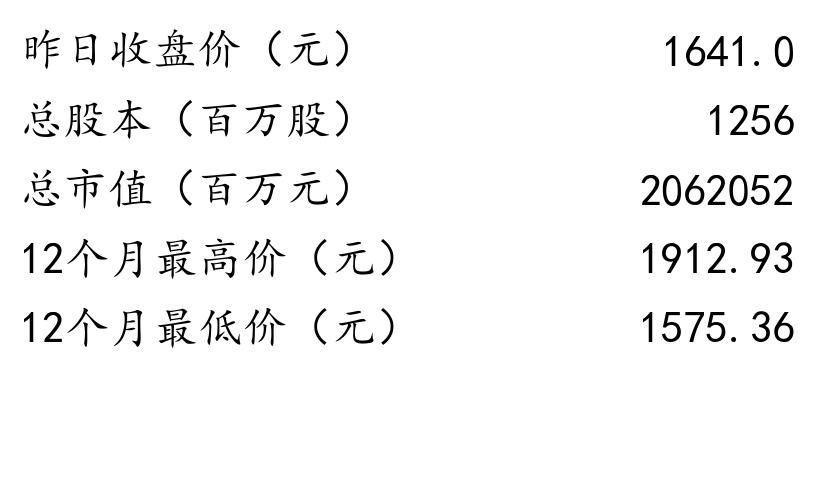 昨日收盘价（元） 1641.0
总股本（百万股） 1256
总市值（百万元） 2062052
12个月最高价（元） 1912.93
12个月最低价（元） 1575.36